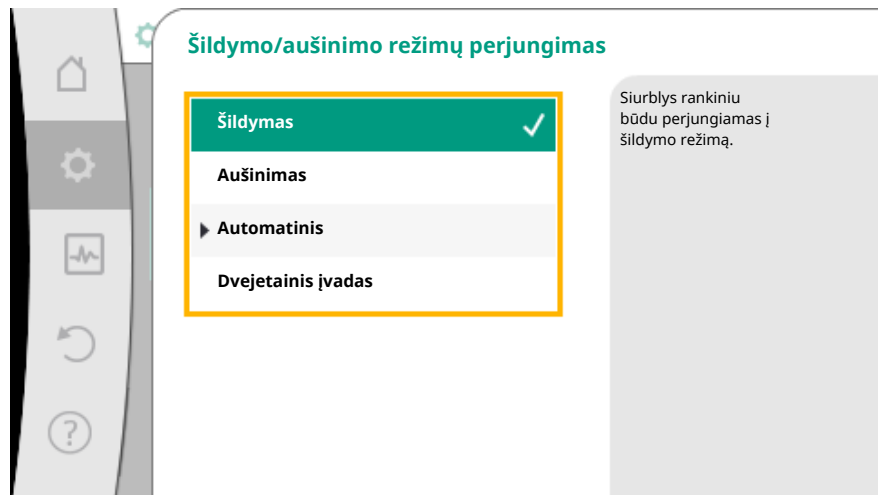 Šildymo/aušinimo režimų perjungimas
Šildymas
Aušinimas
Automatinis
Dvejetainis įvadas
Siurblys rankiniu
būdu perjungiamas į
šildymo režimą.
?